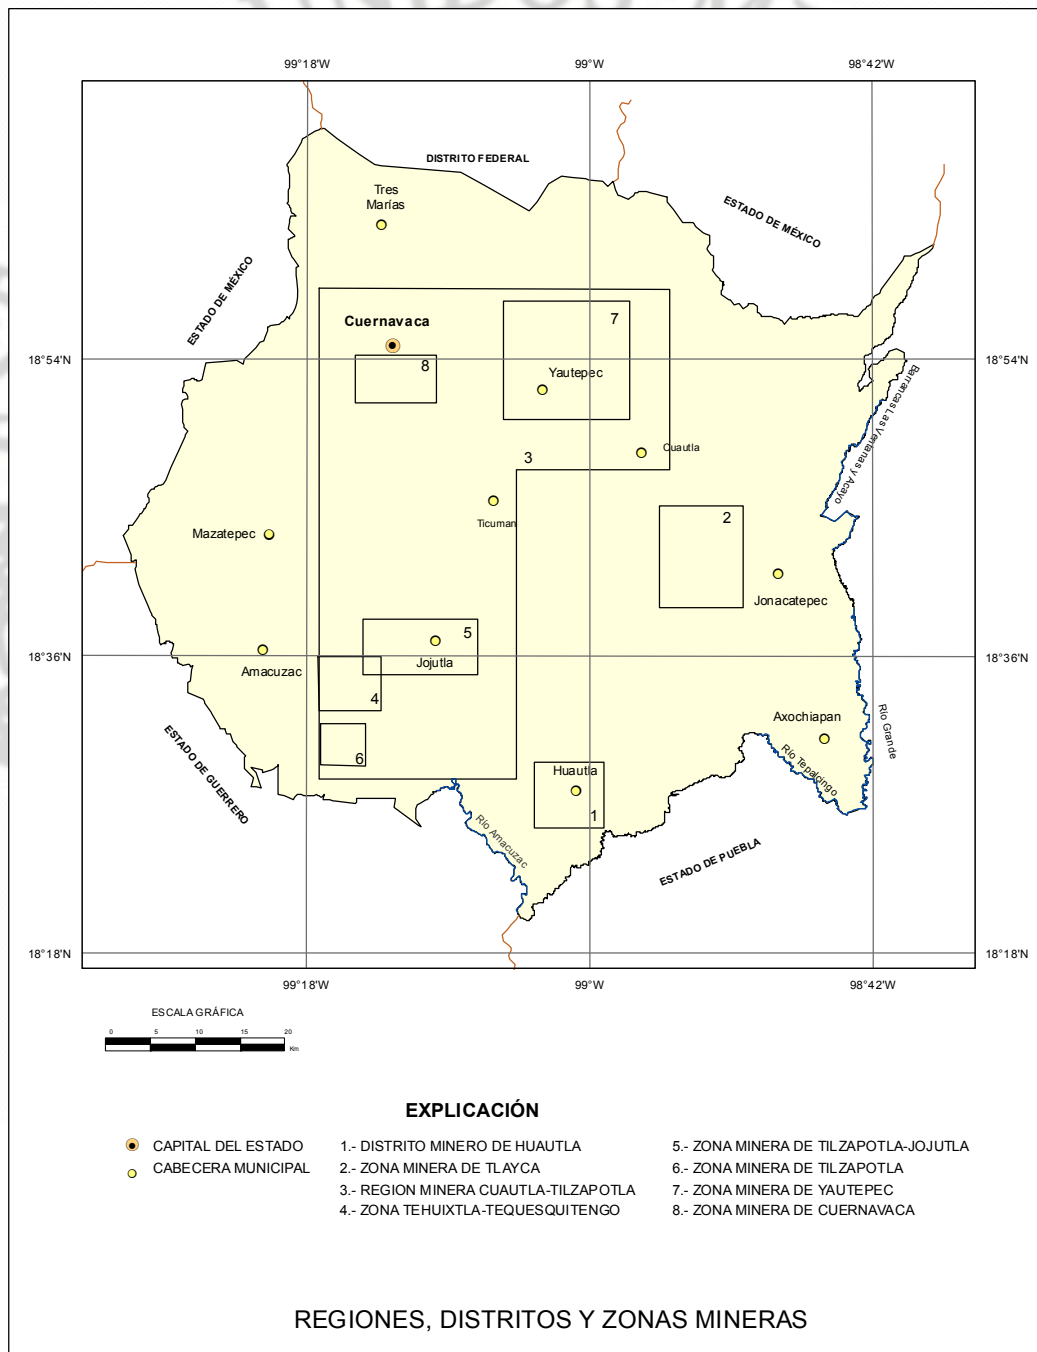 99°18'W
99°W
98°42'W
DISTRITO FEDERAL
Tres
Marías
ESTADO DE MÉXICO
ESTADO DE MÉXICO
Cuernavaca
7
18°54'N
18°54'N
8
Yautepec
Barrancas Las Ventanas y Acayo
Cuautla
3
2
Ticuman
Mazatepec
Jonacatepec
5
18°36'N
18°36'N
Jojutla
Amacuzac
4
Axochiapan
Río Grande
ESTADO DE GUERRERO
6
Río Tepalcingo
Huautla
1
Río Amacuzac
ESTADO DE PUEBLA
18°18'N
18°18'N
99°18'W
99°W
98°42'W
ESCALA GRÁFICA
0 5 10 15 20
Km
EXPLICACIÓN
CAPITAL DEL ESTADO
CABECERA MUNICIPAL
1.- DISTRITO MINERO DE HUAUTLA
2.- ZONA MINERA DE TLAYCA
3.- REGION MINERA CUAUTLA-TILZAPOTLA
4.- ZONA TEHUIXTLA-TEQUESQUITENGO
5.- ZONA MINERA DE TILZAPOTLA-JOJUTLA
6.- ZONA MINERA DE TILZAPOTLA
7.- ZONA MINERA DE YAUTEPEC
8.- ZONA MINERA DE CUERNAVACA
REGIONES, DISTRITOS Y ZONAS MINERAS